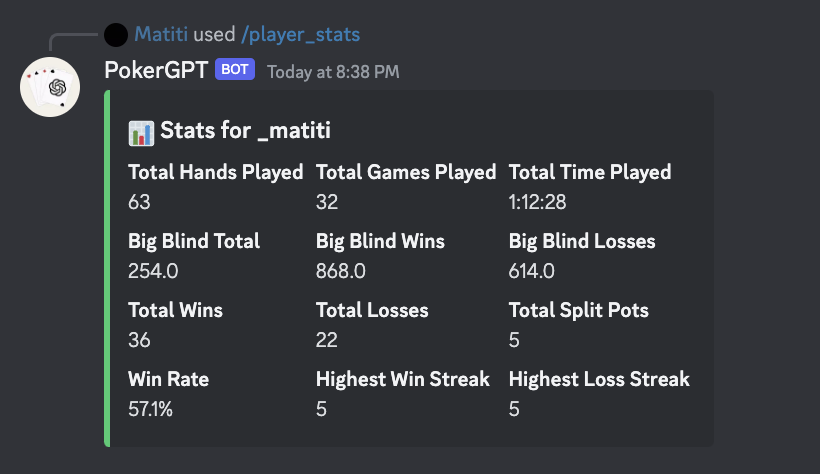 Matiti used /player_stats
PokerGPT BOT Today at 8:38 PM
📊 Stats for _matiti
Total Hands Played Total Games Played Total Time Played
63 32 1:12:28
Big Blind Total Big Blind Wins Big Blind Losses
254.0 868.0 614.0
Total Wins Total Losses Total Split Pots
36 22 5
Win Rate Highest Win Streak Highest Loss Streak
57.1% 5 5